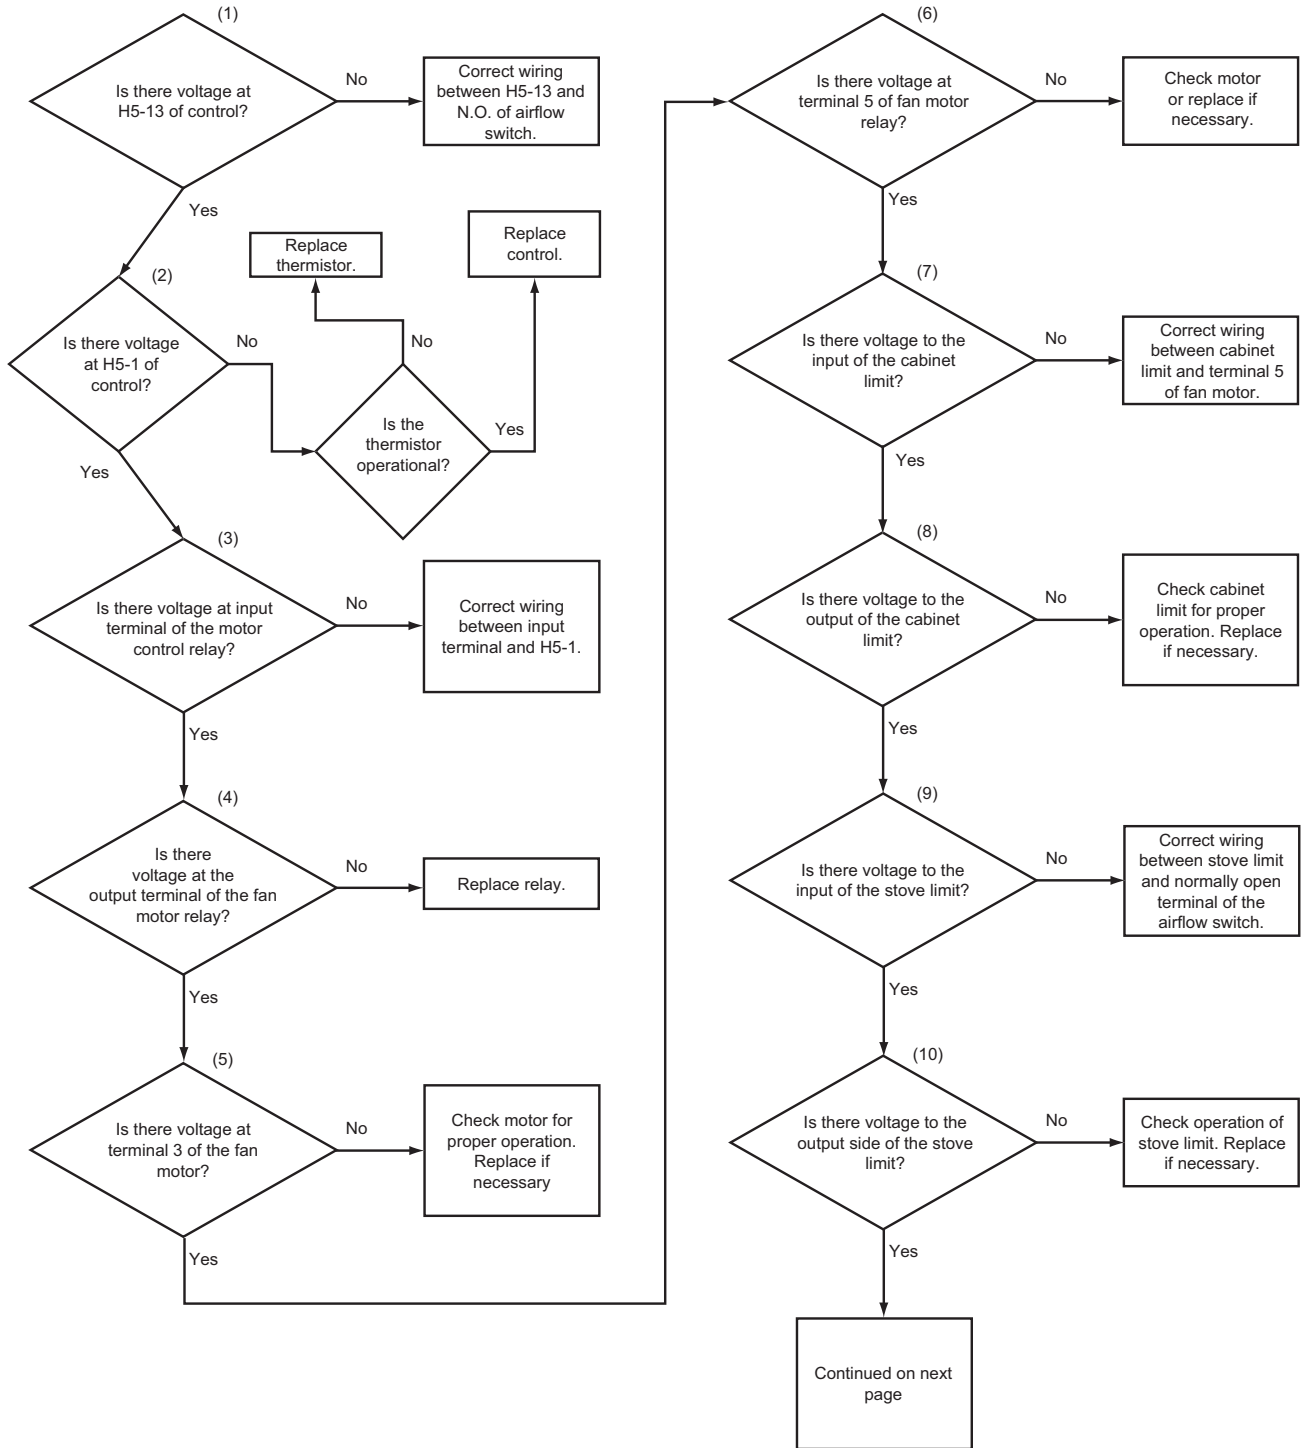 (1)
Is there voltage at
H5-13 of control?
No
Correct wiring
between H5-13 and
N.O. of airflow
switch.
Yes
(2)
Is there voltage
at H5-1 of
control?
No
Replace
thermistor.
Replace
control.
No
Is the
thermistor
operational?
Yes
Yes
(3)
Is there voltage at input
terminal of the motor
control relay?
No
Correct wiring
between input
terminal and H5-1.
Yes
(4)
Is there
voltage at the
output terminal of the fan
motor relay?
No
Replace relay.
Yes
(5)
Is there voltage at
terminal 3 of the fan
motor?
No
Check motor for
proper operation.
Replace if
necessary
Yes
(6)
Is there voltage at
terminal 5 of fan motor
relay?
No
Check motor
or replace if
necessary.
Yes
(7)
Is there voltage to the
input of the cabinet
limit?
No
Correct wiring
between cabinet
limit and terminal 5
of fan motor.
Yes
(8)
Is there voltage to the
output of the cabinet
limit?
No
Check cabinet
limit for proper
operation. Replace
if necessary.
Yes
(9)
Is there voltage to the
input of the stove limit?
No
Correct wiring
between stove limit
and normally open
terminal of the
airflow switch.
Yes
(10)
Is there voltage to the
output side of the stove
limit?
No
Check operation of
stove limit. Replace
if necessary.
Yes
Continued on next
page